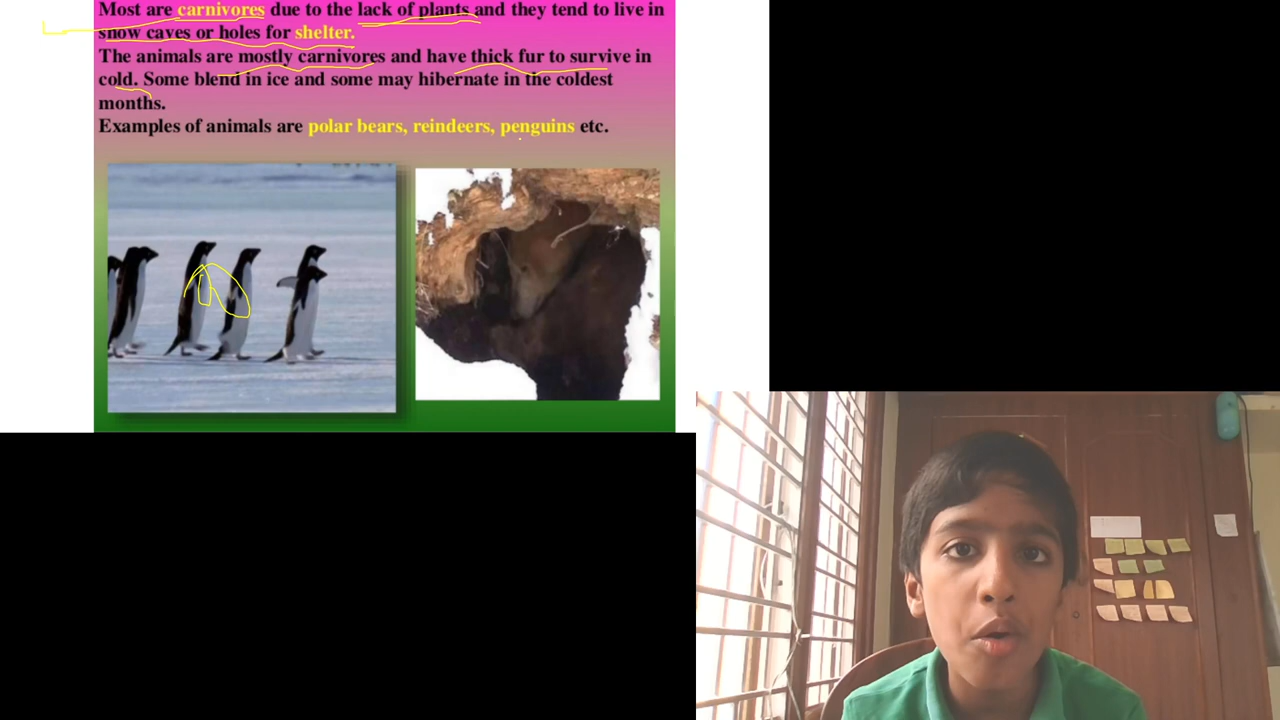 Most are carnivores due to the lack of plants and they tend to live in
snow caves or holes for shelter.
The animals are mostly carnivores and have thick fur to survive in
cold. Some blend in ice and some may hibernate in the coldest
months.
Examples of animals are polar bears, reindeers, penguins etc.